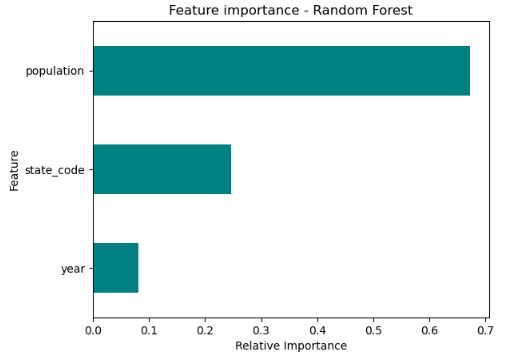 Feature importance - Random Forest
population
state_code
year
Feature
0.0 0.1 0.2 0.3 0.4 0.5 0.6 0.7
Relative Importance